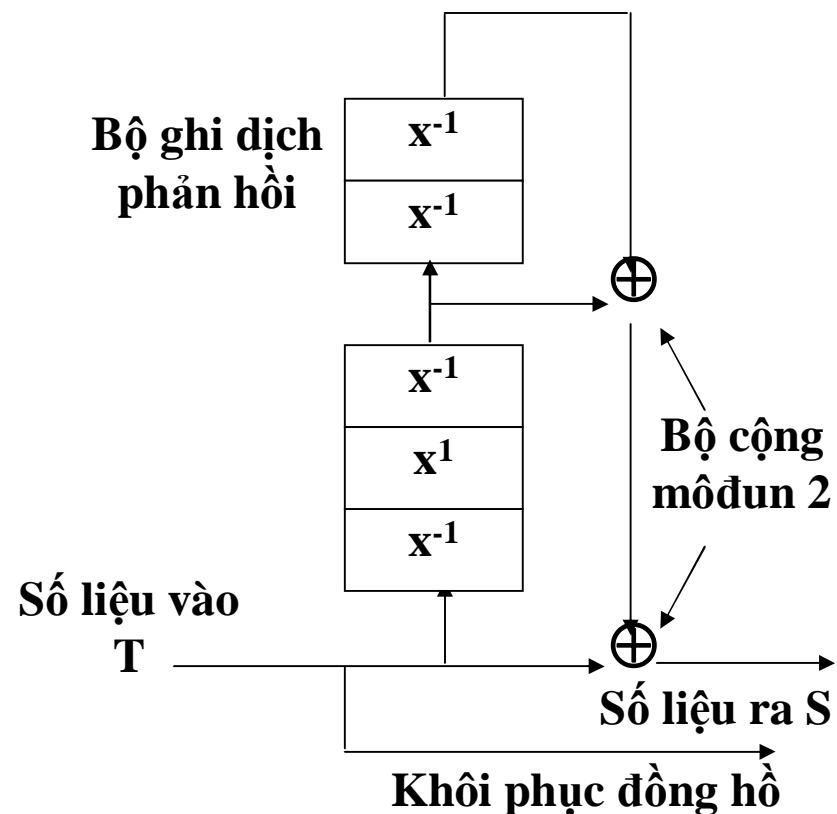 Bộ ghi dịch
phản hồi
x-1
x-1
x-1
x1
x-1
Bộ cộng
môđun 2
Số liệu vào
T
Số liệu ra S
Khôi phục đồng hồ